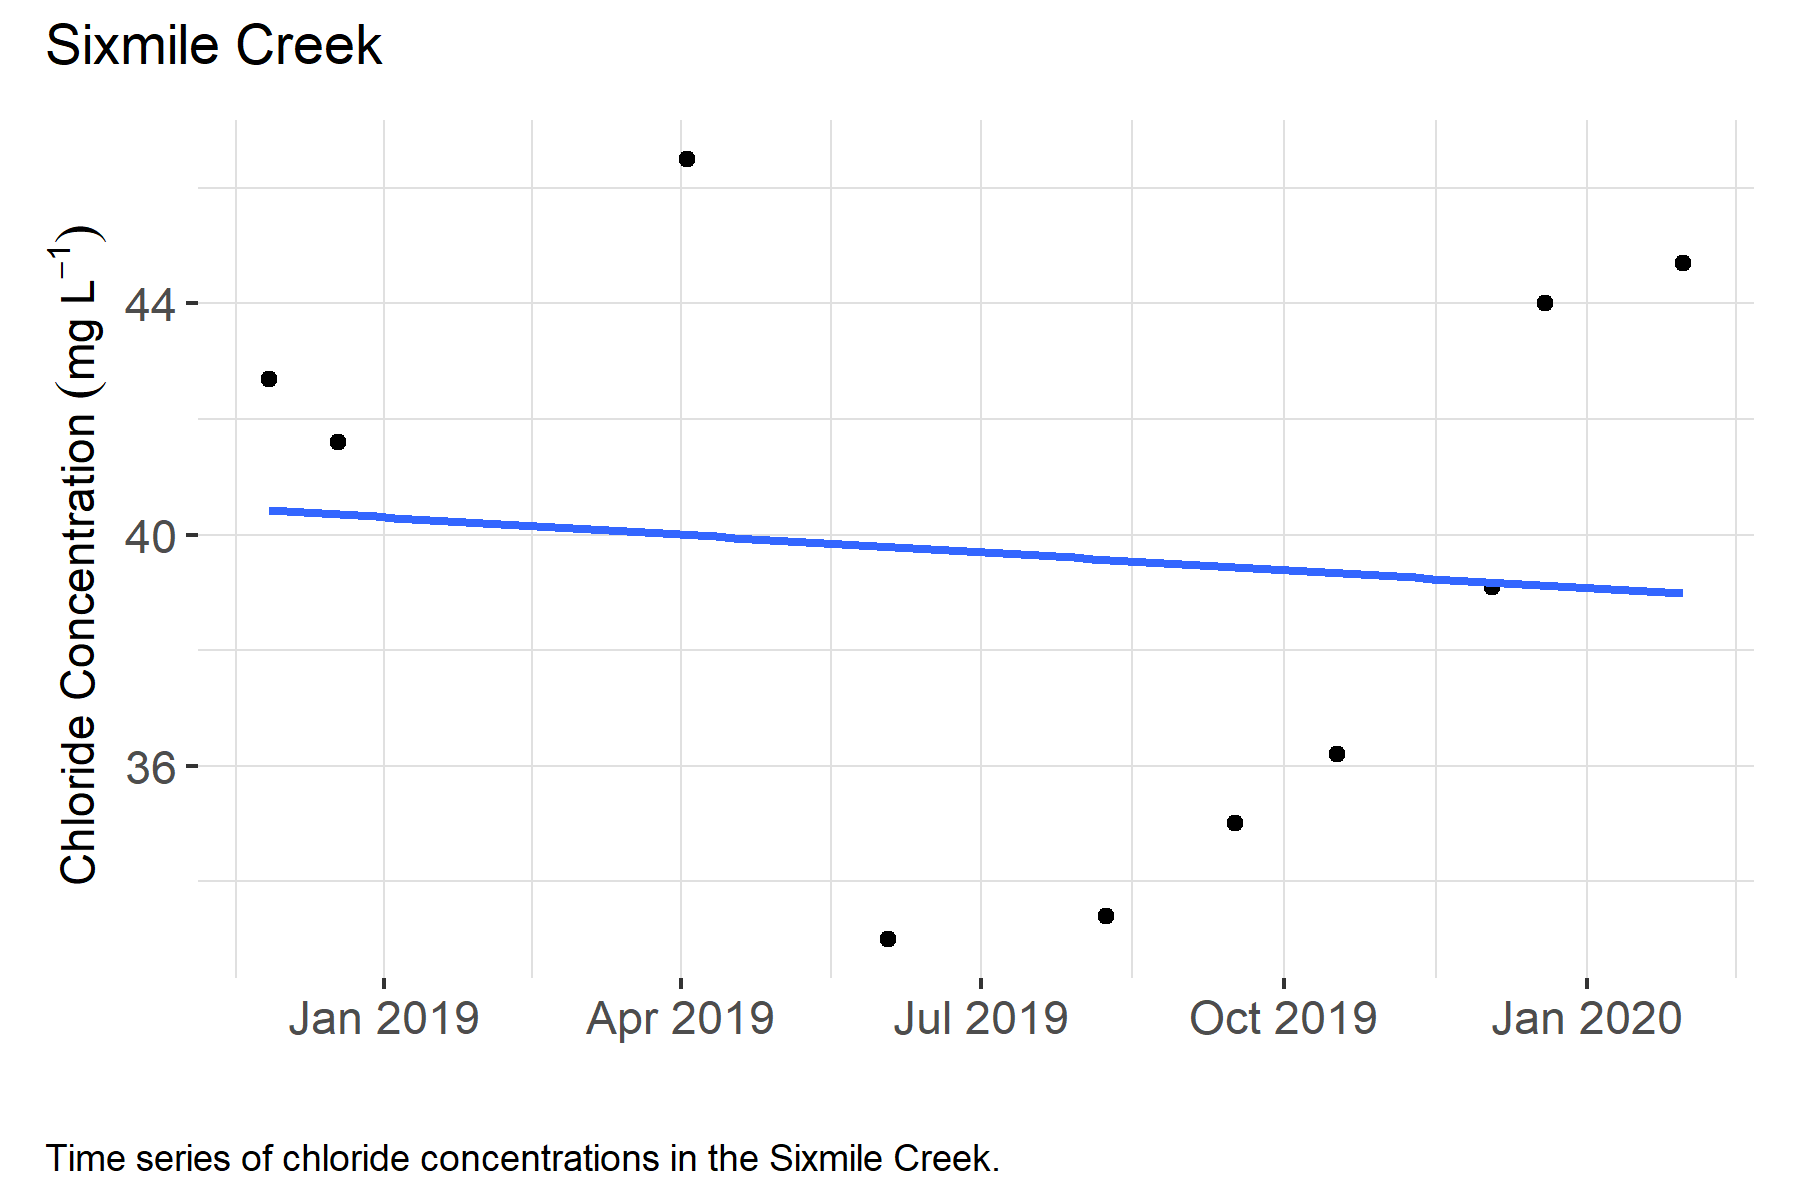 Sixmile Creek
Chloride Concentration (mg L⁻¹)
44
40
36
Jan 2019 Apr 2019 Jul 2019 Oct 2019 Jan 2020
Time series of chloride concentrations in the Sixmile Creek.